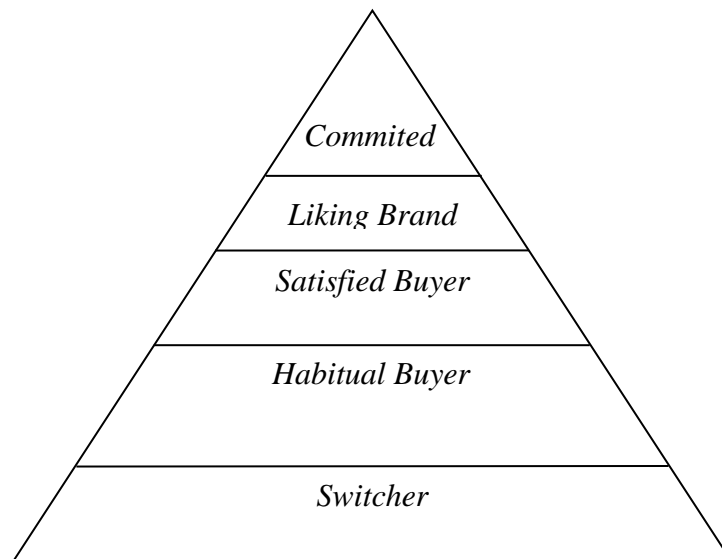 Commited
Liking Brand
Satisfied Buyer
Habitual Buyer
Switcher